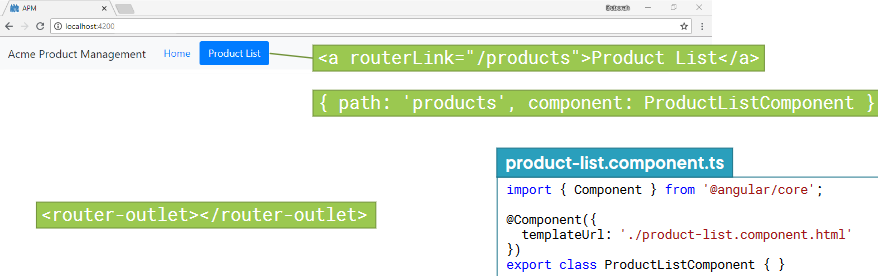 APM
localhost:4200
Acme Product Management Home Product List
<a routerLink="/products">Product List</a>
{ path: 'products', component: ProductListComponent }
product-list.component.ts
import { Component } from '@angular/core';
<router-outlet></router-outlet>
@Component({
templateUrl: './product-list.component.html'
})
export class ProductListComponent { }